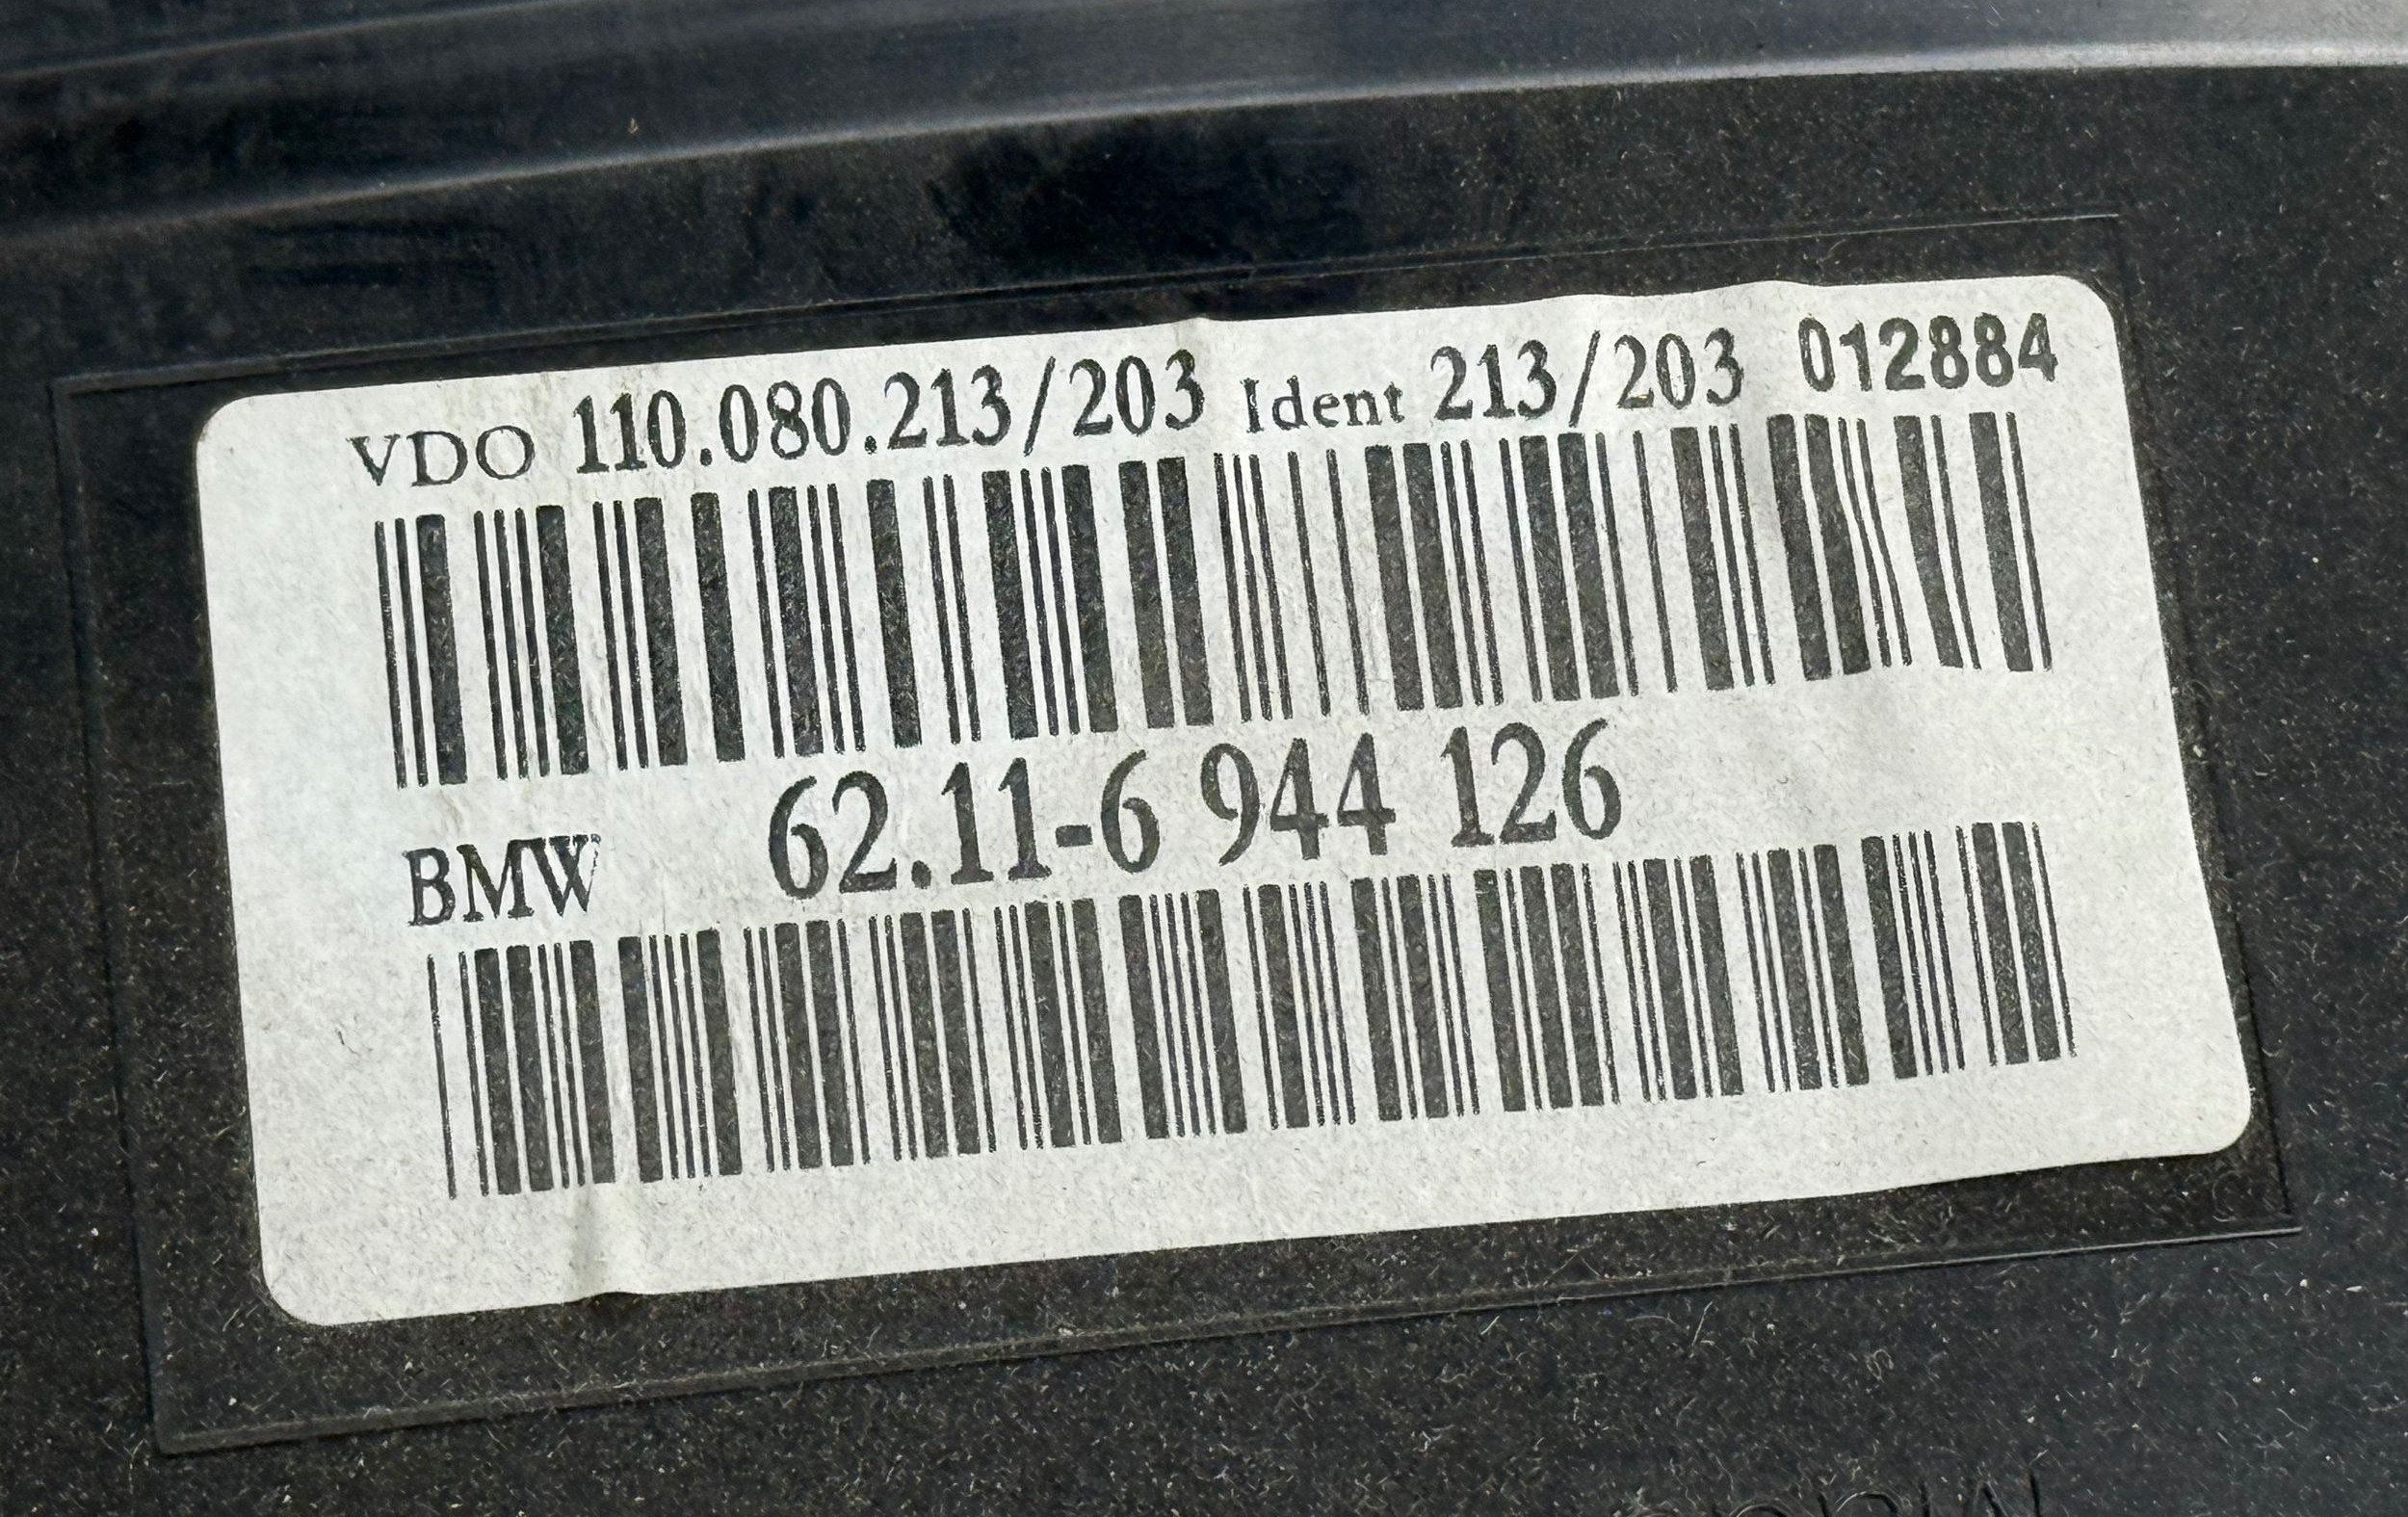 VDO 110.080.213/203 Ident 213/203 012884
BMW 62.11-6 944 126